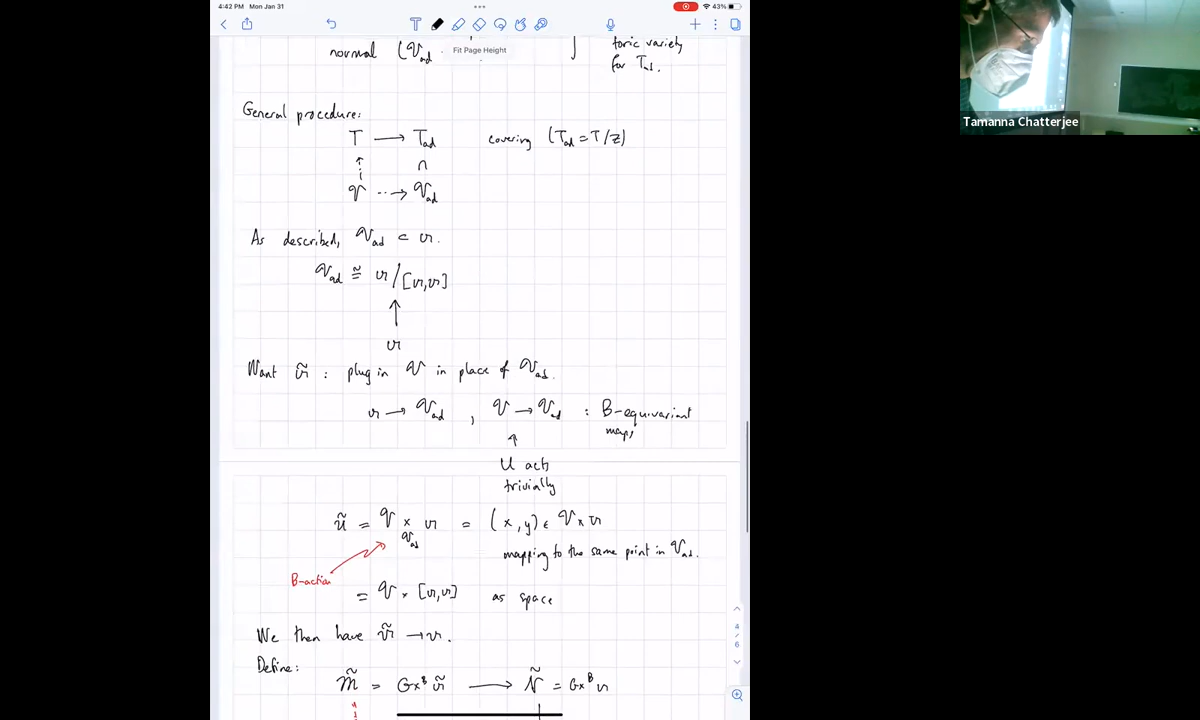 4:42 PM Mon Jan 31
43%
normal (𝒱_ad
Fit Page Height
toric variety
for T_ad.
General procedure:
T → T_ad covering (T_ad = T/Z)
∩
𝒱 ⇢ 𝒱_ad
As described, 𝒱_ad ⊂ 𝔲.
𝒱_ad ≅ 𝔲/[𝔲,𝔲]
↑
𝔲
Want 𝔲̃ : plug in 𝒱 in place of 𝒱_ad.
𝔲 → 𝒱_ad , 𝒱 → 𝒱_ad : B-equivariant
maps
↑
U acts
trivially
𝔲̃ = 𝒱 ×_{𝒱_ad} 𝔲 = (x,y) ∈ 𝒱 × 𝔲
mapping to the same point in 𝒱_ad.
B-action
= 𝒱 × [𝔲,𝔲] as space
We then have 𝔲̃ → 𝔲.
Define:
ℳ̃ = G×^B 𝔲̃ → 𝒩̃ = G×^B 𝔲
4
/
6
Tamanna Chatterjee